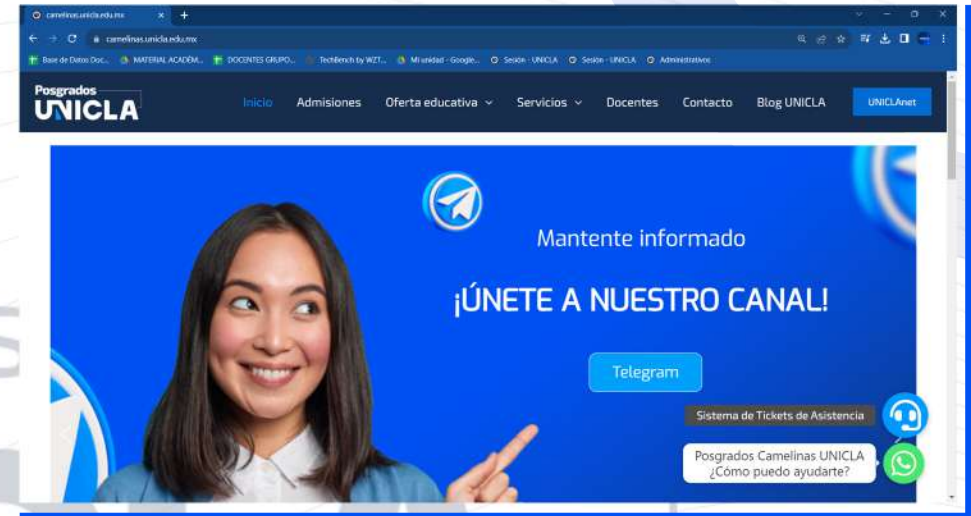 camelinas.unicla.edu.mx
camelinas.unicla.edu.mx
Base de Datos Doc... MATERIAL ACADÉM... DOCENTES GRUPO... TechBench by WZT... Mi unidad - Google... Sesión - UNICLA Sesión - UNICLA Administrativos
Posgrados
UNICLA
Inicio Admisiones Oferta educativa Servicios Docentes Contacto Blog UNICLA UNICLAnet
Mantente informado
¡ÚNETE A NUESTRO CANAL!
Telegram
Sistema de Tickets de Asistencia
Posgrados Camelinas UNICLA
¿Cómo puedo ayudarte?